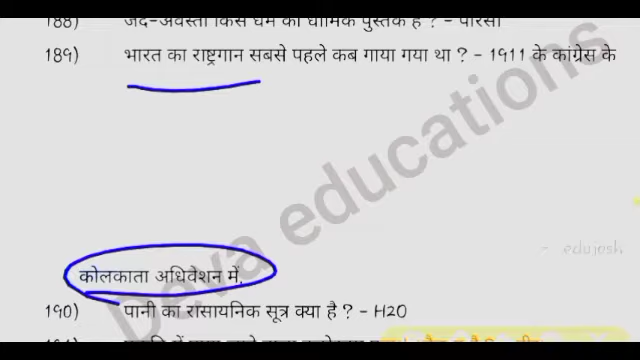 188) जेंद-अवेस्ता किस धर्म की धार्मिक पुस्तक है ? - पारसी
189) भारत का राष्ट्रगान सबसे पहले कब गाया गया था ? - 1911 के कांग्रेस के
Deva educations
- edujosh
कोलकाता अधिवेशन में,
190) पानी का रासायनिक सूत्र क्या है ? - H2O